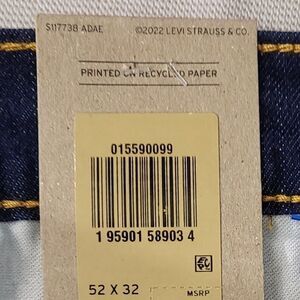 S117738 ADAE ©2022 LEVI STRAUSS & CO.
PRINTED ON RECYCLED PAPER
015590099
1 95901 58903 4
52 X 32
MSRP